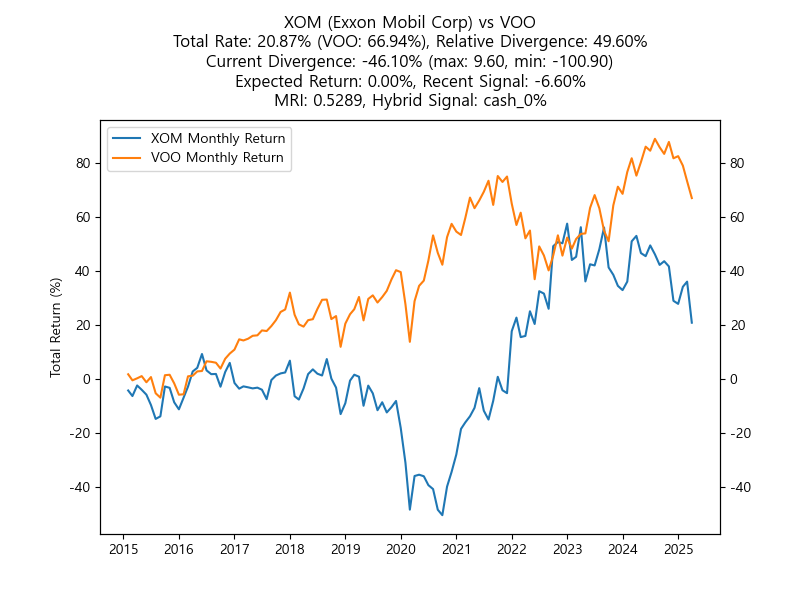 XOM (Exxon Mobil Corp) vs VOO
Total Rate: 20.87% (VOO: 66.94%), Relative Divergence: 49.60%
Current Divergence: -46.10% (max: 9.60, min: -100.90)
Expected Return: 0.00%, Recent Signal: -6.60%
MRI: 0.5289, Hybrid Signal: cash_0%
XOM Monthly Return
VOO Monthly Return
Total Return (%)
80
60
40
20
0
-20
-40
80
60
40
20
0
-20
-40
2015 2016 2017 2018 2019 2020 2021 2022 2023 2024 2025